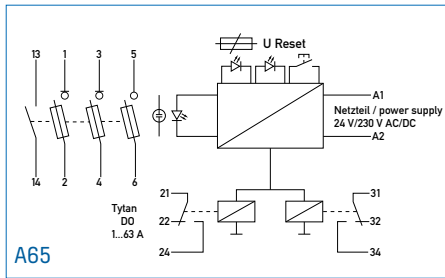 U Reset
13 1 3 5
A1
Netzteil / power supply
24 V/230 V AC/DC
A2
14 2 4 6
Tytan
DO
1...63 A
21
22
24
31
32
34
A65